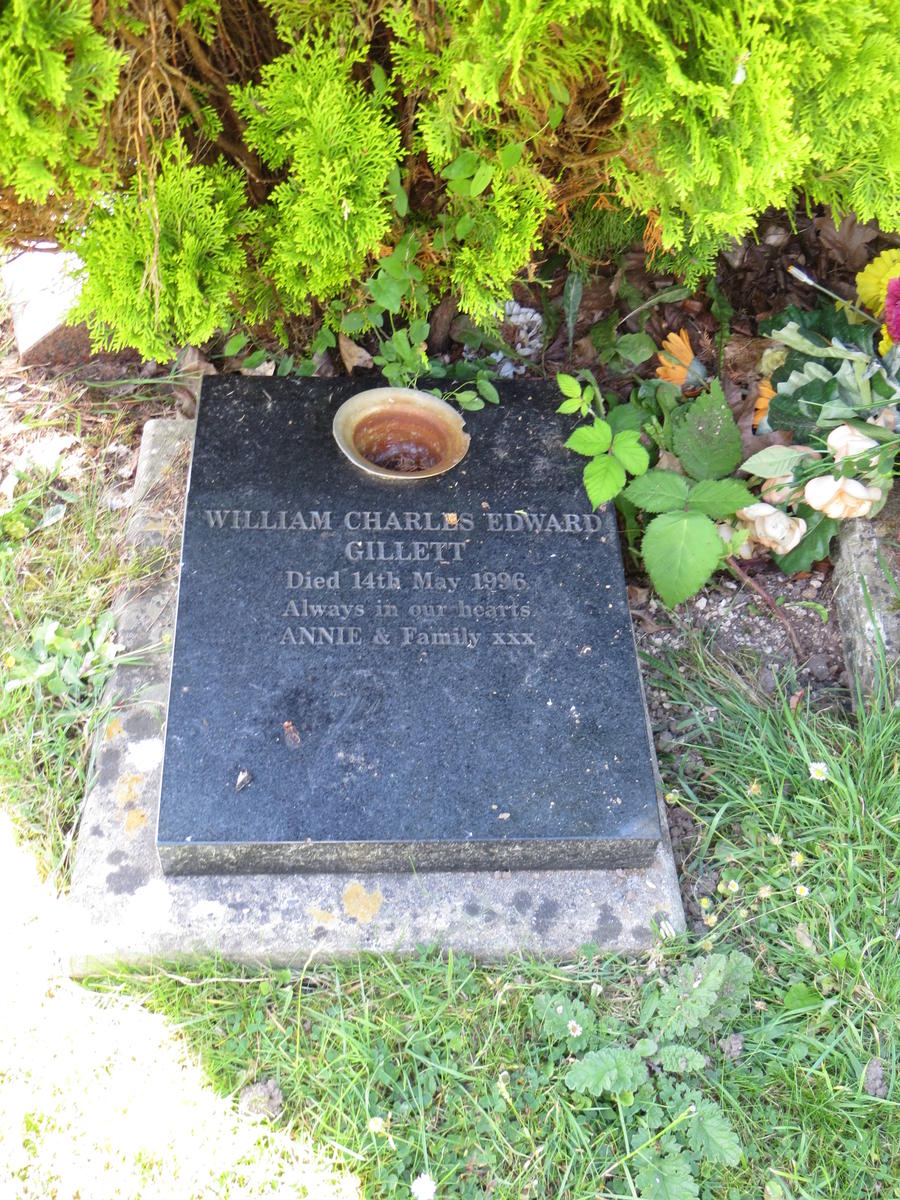 WILLIAM CHARLES EDWARD
GILLETT
Died 14th May 1996
Always in our hearts
ANNIE & Family xxx